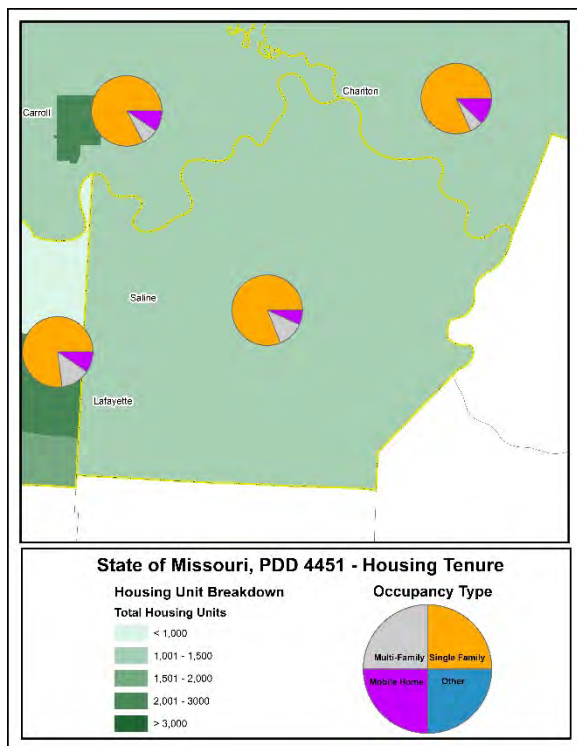 Carroll
Chariton
Saline
Lafayette
State of Missouri, PDD 4451 - Housing Tenure
Housing Unit Breakdown
Total Housing Units
< 1,000
1,001 - 1,500
1,501 - 2,000
2,001 - 3000
> 3,000
Occupancy Type
Multi-Family
Single Family
Mobile Home
Other